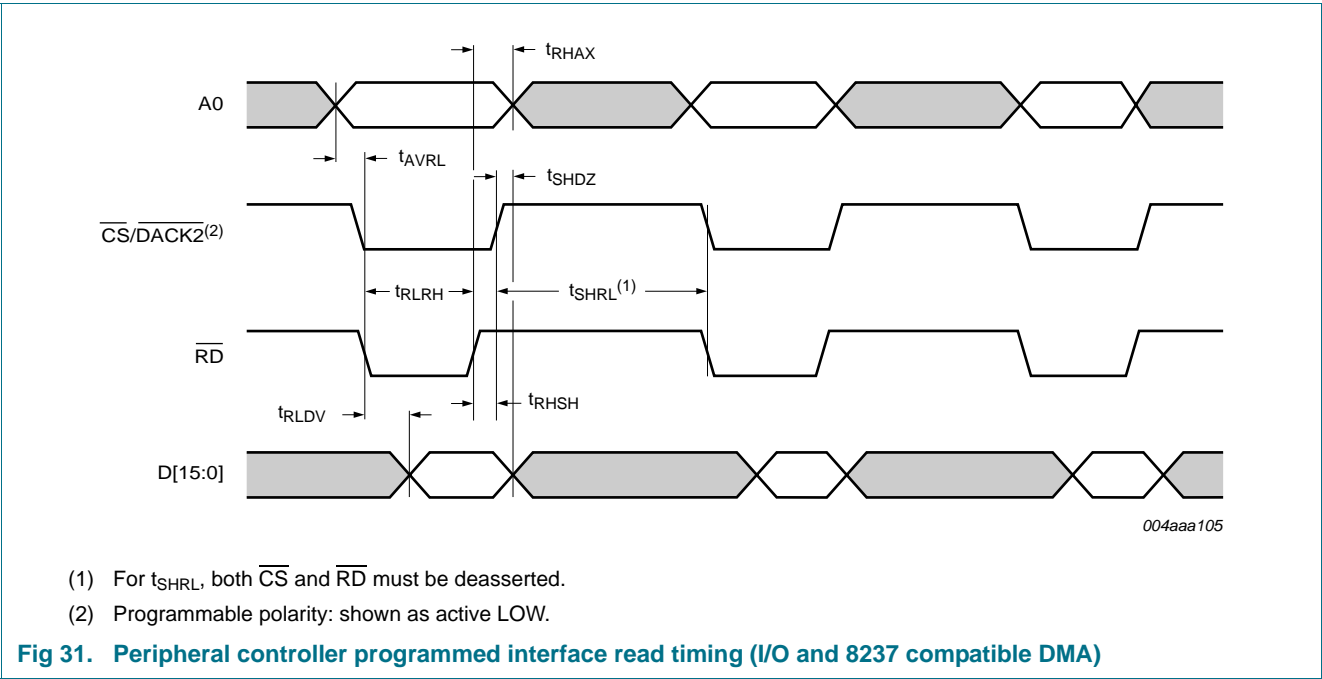 tRHAX
A0
tAVRL
tSHDZ
CS/DACK2(2)
tRLRH
tSHRL(1)
RD
tRLDV
tRHSH
D[15:0]
004aaa105
(1) For tSHRL, both CS and RD must be deasserted.
(2) Programmable polarity: shown as active LOW.
Fig 31. Peripheral controller programmed interface read timing (I/O and 8237 compatible DMA)